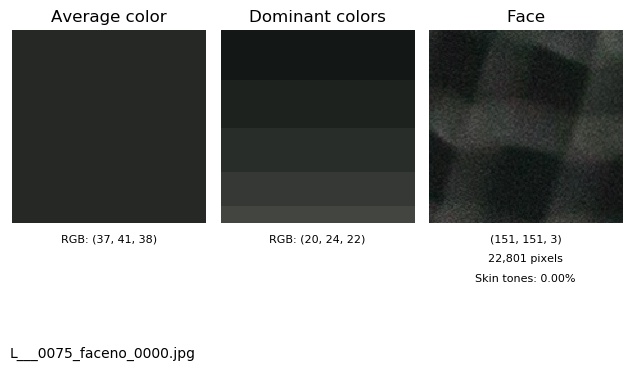 Average color
Dominant colors
Face
RGB: (37, 41, 38)
RGB: (20, 24, 22)
(151, 151, 3)
22,801 pixels
Skin tones: 0.00%
L___0075_faceno_0000.jpg